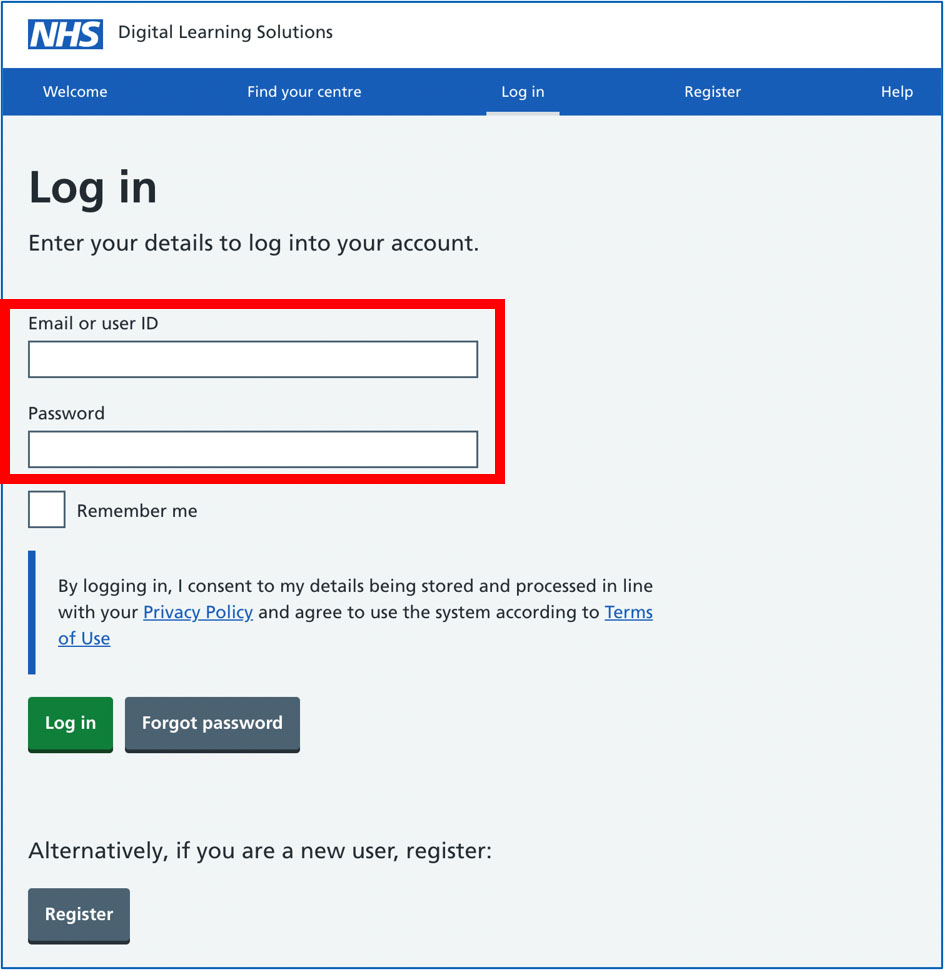 NHS Digital Learning Solutions
Welcome Find your centre Log in Register Help
Log in
Enter your details to log into your account.
Email or user ID
Password
Remember me
By logging in, I consent to my details being stored and processed in line
with your Privacy Policy and agree to use the system according to Terms
of Use
Log in Forgot password
Alternatively, if you are a new user, register:
Register